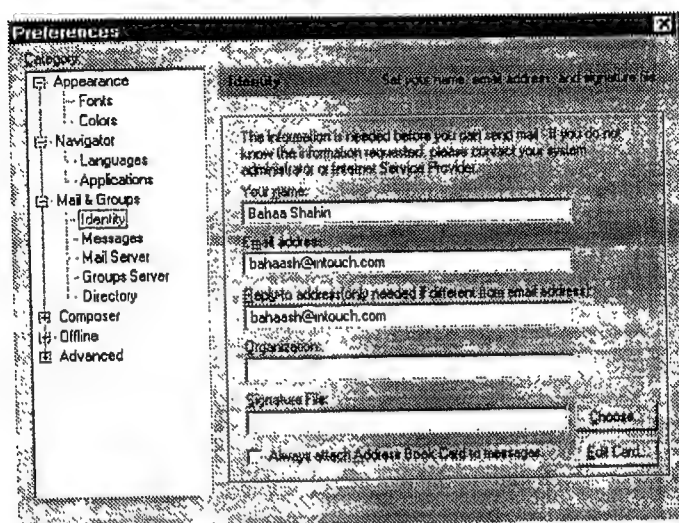 Preferences
Category:
Appearance
Fonts
Colors
Navigator
Languages
Applications
Mail & Groups
Identity
Messages
Mail Server
Groups Server
Directory
Composer
Offline
Advanced
Identity Set your name, email address, and signature file
The information is needed before you can send mail. If you do not
know the information requested, please contact your system
administrator or Internet Service Provider.
Your name:
Bahaa Shahin
Email address:
bahaash@intouch.com
Reply-to address(only needed if different from email address):
bahaash@intouch.com
Organization:
Signature File:
Choose...
Always attach Address Book Card to messages
Edit Card...